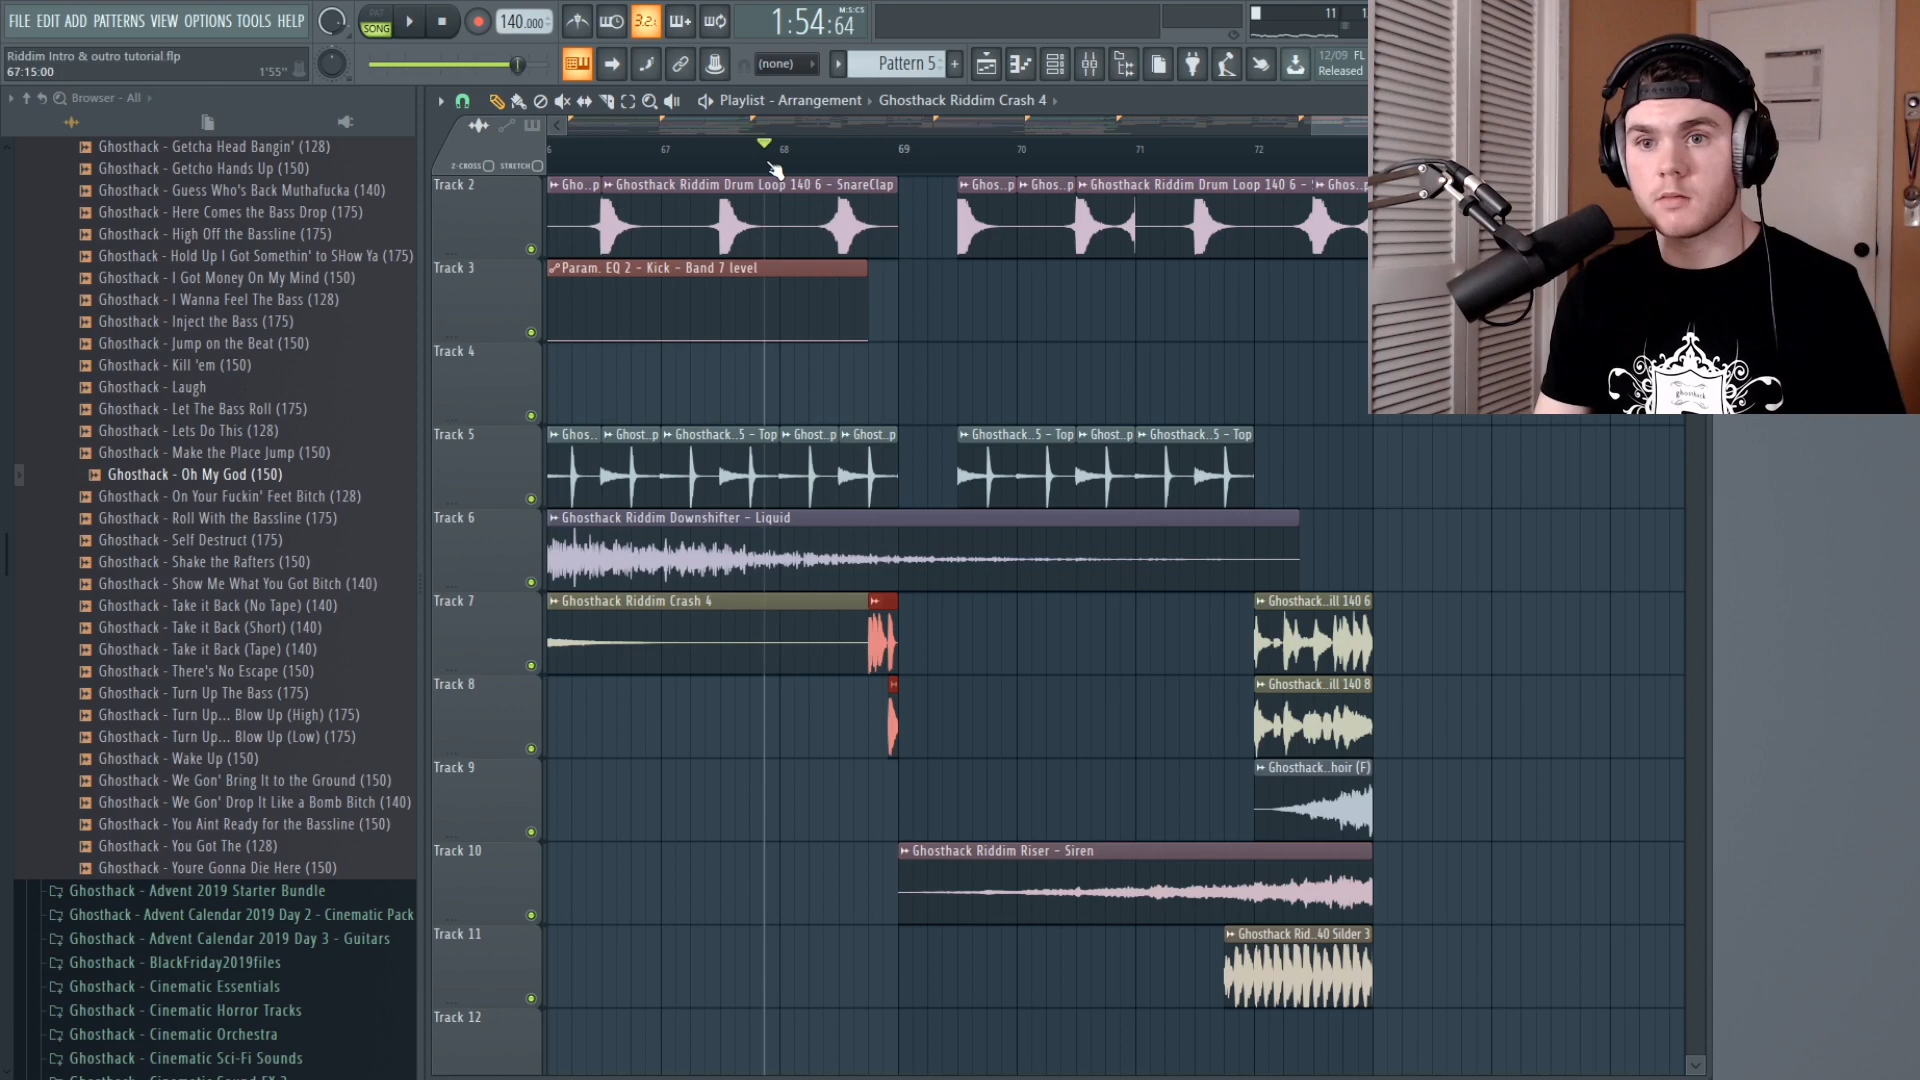 FILE EDIT ADD PATTERNS VIEW OPTIONS TOOLS HELP
PAT
SONG
140.000
3.2.
1:54:64
M:S:CS
11
Riddim Intro & outro tutorial.flp
67:15:00
1'55"
(none)
Pattern 5
12/09 FL
Released
Browser - All
Playlist - Arrangement › Ghosthack Riddim Crash 4 ›
Z-CROSS
STRETCH
6
67
68
69
70
71
72
Ghosthack - Getcha Head Bangin' (128)
Ghosthack - Getcho Hands Up (150)
Ghosthack - Guess Who's Back Muthafucka (140)
Ghosthack - Here Comes the Bass Drop (175)
Ghosthack - High Off the Bassline (175)
Ghosthack - Hold Up I Got Somethin' to SHow Ya (175)
Ghosthack - I Got Money On My Mind (150)
Ghosthack - I Wanna Feel The Bass (128)
Ghosthack - Inject the Bass (175)
Ghosthack - Jump on the Beat (150)
Ghosthack - Kill 'em (150)
Ghosthack - Laugh
Ghosthack - Let The Bass Roll (175)
Ghosthack - Lets Do This (128)
Ghosthack - Make the Place Jump (150)
Ghosthack - Oh My God (150)
Ghosthack - On Your Fuckin' Feet Bitch (128)
Ghosthack - Roll With the Bassline (175)
Ghosthack - Self Destruct (175)
Ghosthack - Shake the Rafters (150)
Ghosthack - Show Me What You Got Bitch (140)
Ghosthack - Take it Back (No Tape) (140)
Ghosthack - Take it Back (Short) (140)
Ghosthack - Take it Back (Tape) (140)
Ghosthack - There's No Escape (150)
Ghosthack - Turn Up The Bass (175)
Ghosthack - Turn Up... Blow Up (High) (175)
Ghosthack - Turn Up... Blow Up (Low) (175)
Ghosthack - Wake Up (150)
Ghosthack - We Gon' Bring It to the Ground (150)
Ghosthack - We Gon' Drop It Like a Bomb Bitch (140)
Ghosthack - You Aint Ready for the Bassline (150)
Ghosthack - You Got The (128)
Ghosthack - Youre Gonna Die Here (150)
Ghosthack - Advent 2019 Starter Bundle
Ghosthack - Advent Calendar 2019 Day 2 - Cinematic Pack
Ghosthack - Advent Calendar 2019 Day 3 - Guitars
Ghosthack - BlackFriday2019files
Ghosthack - Cinematic Essentials
Ghosthack - Cinematic Horror Tracks
Ghosthack - Cinematic Orchestra
Ghosthack - Cinematic Sci-Fi Sounds
Track 2
Gho..p
Ghosthack Riddim Drum Loop 140 6 - SnareClap
Ghos..p
Ghos..p
Ghosthack Riddim Drum Loop 140 6 -
Ghos..p
Track 3
Param. EQ 2 - Kick - Band 7 level
Track 4
Track 5
Ghos..
Ghost..p
Ghosthack..5 - Top
Ghost..p
Ghost..p
Ghosthack..5 - Top
Ghost..p
Ghosthack..5 - Top
Track 6
Ghosthack Riddim Downshifter - Liquid
Track 7
Ghosthack Riddim Crash 4
Ghosthack..ill 140 6
Track 8
Ghosthack..ill 140 8
Track 9
Ghosthack..hoir (F)
Track 10
Ghosthack Riddim Riser - Siren
Track 11
Ghosthack Rid..40 Silder 3
Track 12
ghosthack